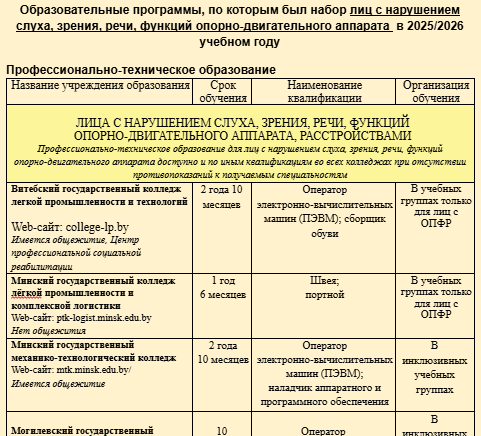 Образовательные программы, по которым был набор лиц с нарушением
слуха, зрения, речи, функций опорно-двигательного аппарата в 2025/2026
учебном году
Профессионально-техническое образование
Название учреждения образования
Срок
обучения
Наименование
квалификации
Организация
обучения
ЛИЦА С НАРУШЕНИЕМ СЛУХА, ЗРЕНИЯ, РЕЧИ, ФУНКЦИЙ
ОПОРНО-ДВИГАТЕЛЬНОГО АППАРАТА, РАССТРОЙСТВАМИ
Профессионально-техническое образование для лиц с нарушением слуха, зрения, речи, функций
опорно-двигательного аппарата доступно и по иным квалификациям во всех колледжах при отсутствии
противопоказаний к получаемым специальностям
Витебский государственный колледж
легкой промышленности и технологий
Web-сайт: college-lp.by
Имеется общежитие, Центр
профессиональной социальной
реабилитации
2 года 10
месяцев
Оператор
электронно-вычислительных
машин (ПЭВМ); сборщик
обуви
В учебных
группах только
для лиц с
ОПФР
Минский государственный колледж
лёгкой промышленности и
комплексной логистики
Web-сайт: ptk-logist.minsk.edu.by
Нет общежития
1 год
6 месяцев
Швея;
портной
В учебных
группах только
для лиц с
ОПФР
Минский государственный
механико-технологический колледж
Web-сайт: mtk.minsk.edu.by/
Имеется общежитие
2 года
10 месяцев
Оператор
электронно-вычислительных
машин (ПЭВМ);
наладчик аппаратного и
программного обеспечения
В
инклюзивных
учебных
группах
Могилевский государственный
10
Оператор
В
инклюзивных